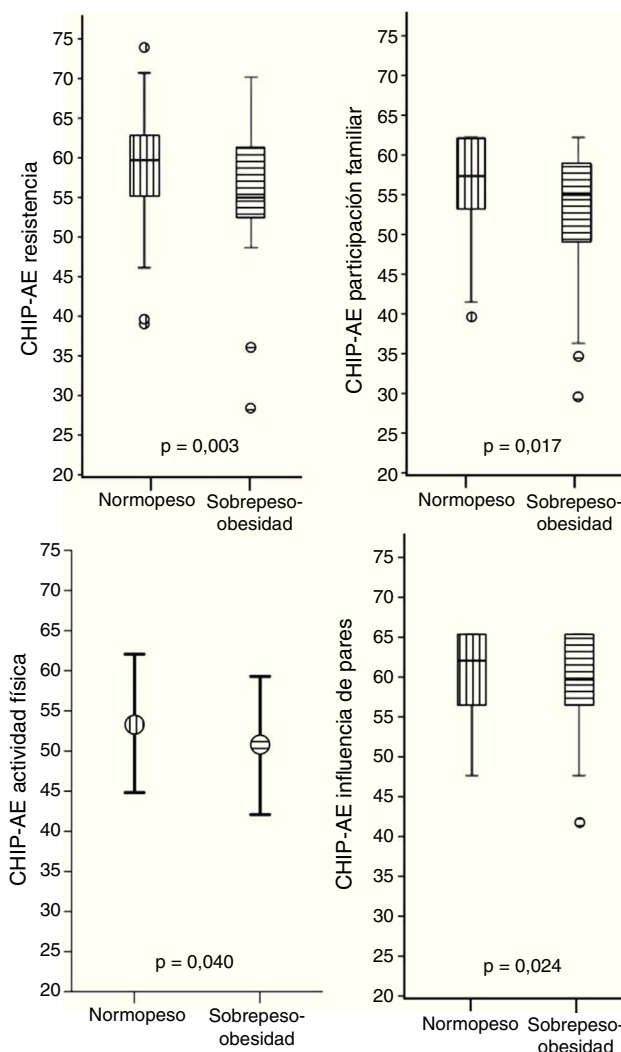 CHIP-AE resistencia
75
70
65
60
55
50
45
40
35
30
25
20
p = 0,003
Normopeso
Sobrepeso-
obesidad
CHIP-AE participación familiar
75
70
65
60
55
50
45
40
35
30
25
20
p = 0,017
Normopeso
Sobrepeso-
obesidad
CHIP-AE actividad física
75
70
65
60
55
50
45
40
35
30
25
20
p = 0,040
Normopeso
Sobrepeso-
obesidad
CHIP-AE influencia de pares
75
70
65
60
55
50
45
40
35
30
25
20
p = 0,024
Normopeso
Sobrepeso-
obesidad